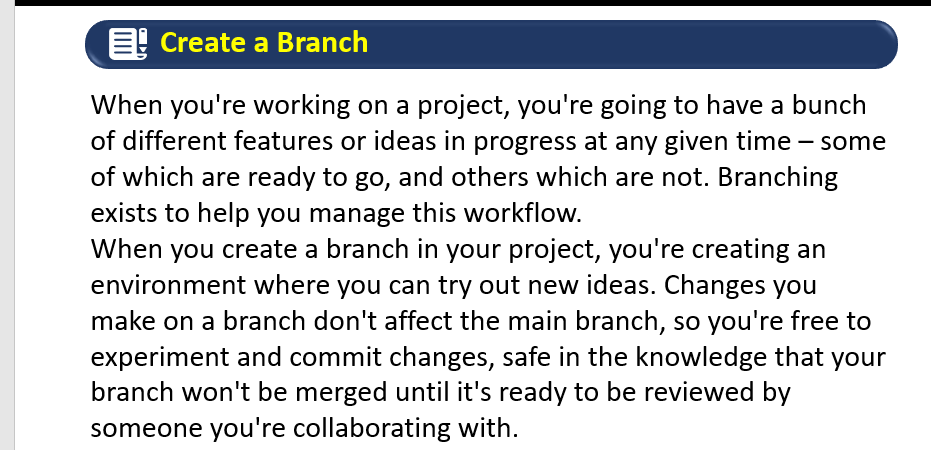 Create a Branch
When you're working on a project, you're going to have a bunch
of different features or ideas in progress at any given time – some
of which are ready to go, and others which are not. Branching
exists to help you manage this workflow.
When you create a branch in your project, you're creating an
environment where you can try out new ideas. Changes you
make on a branch don't affect the main branch, so you're free to
experiment and commit changes, safe in the knowledge that your
branch won't be merged until it's ready to be reviewed by
someone you're collaborating with.